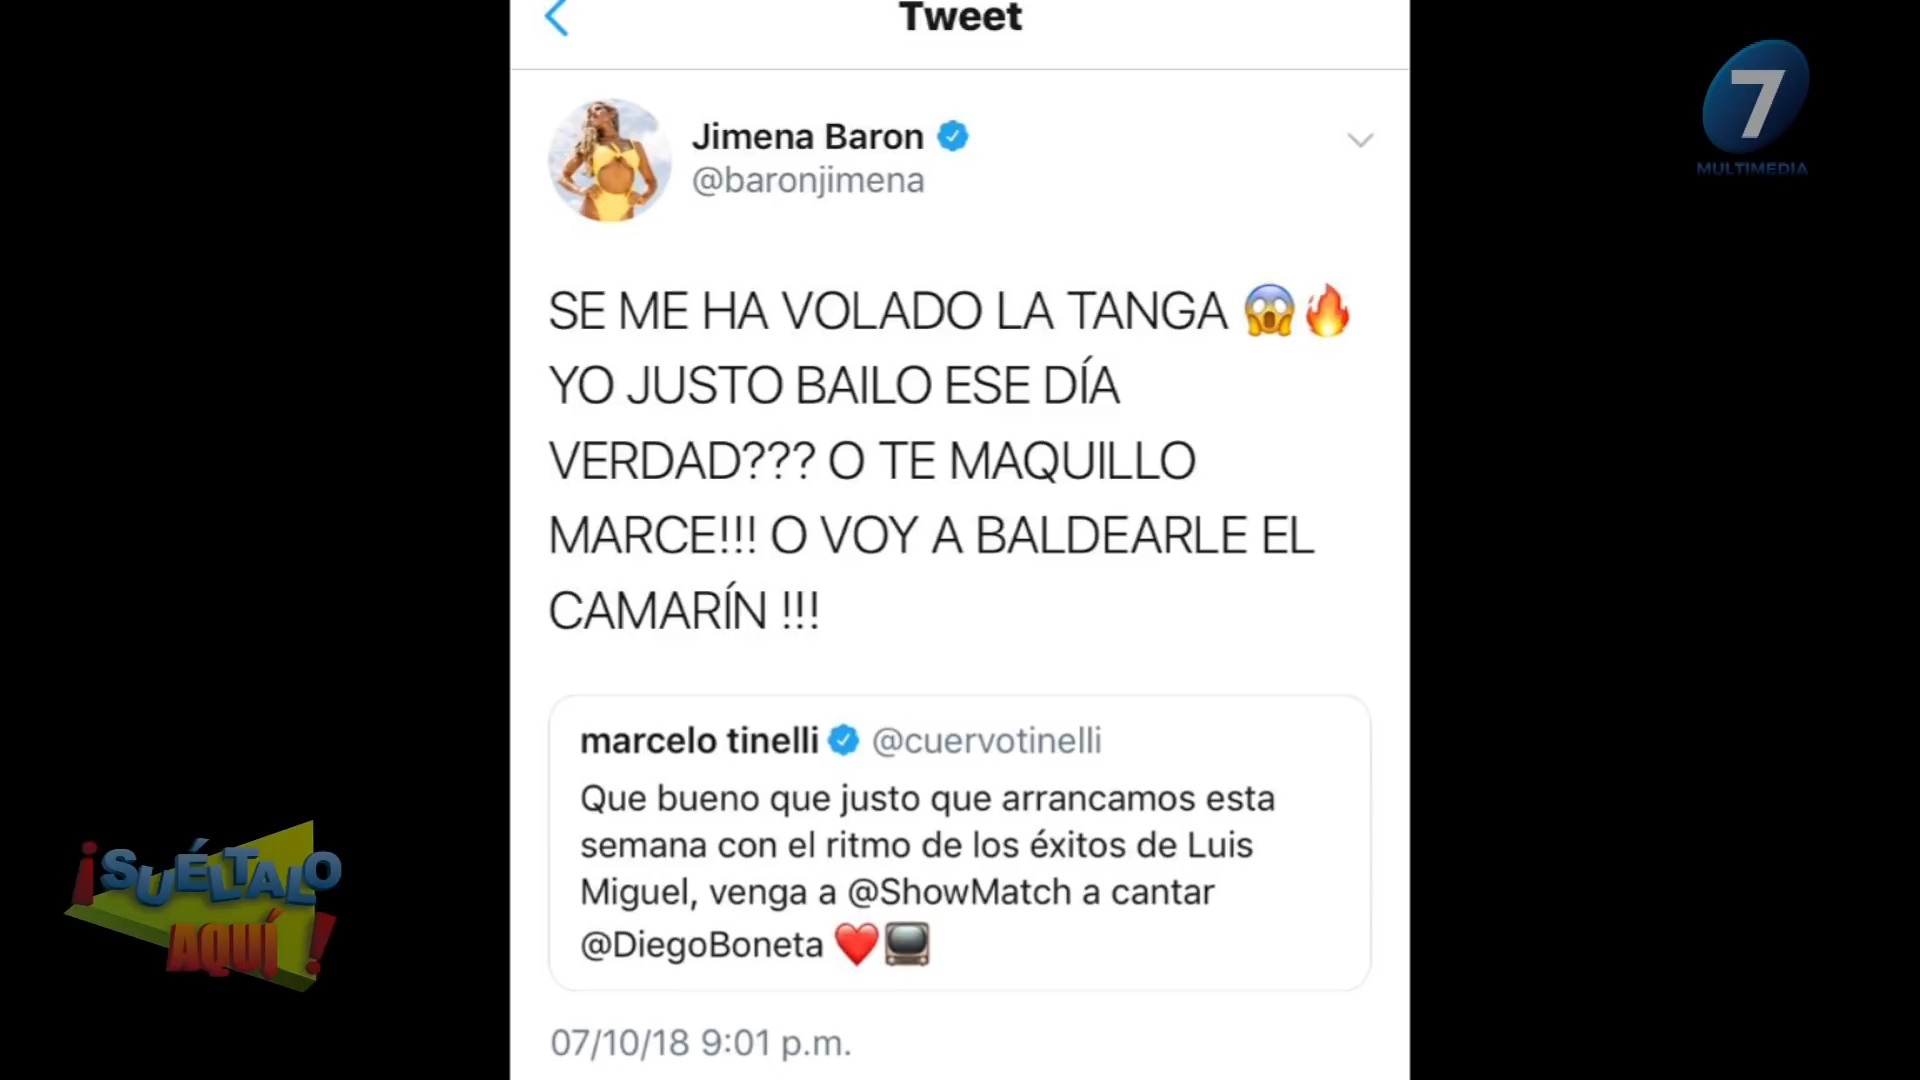 Tweet
7
MULTIMEDIA
Jimena Baron
@baronjimena
SE ME HA VOLADO LA TANGA 😱🔥
YO JUSTO BAILO ESE DÍA
VERDAD??? O TE MAQUILLO
MARCE!!! O VOY A BALDEARLE EL
CAMARÍN !!!
marcelo tinelli @cuervotinelli
Que bueno que justo que arrancamos esta
semana con el ritmo de los éxitos de Luis
Miguel, venga a @ShowMatch a cantar
@DiegoBoneta ❤️📺
07/10/18 9:01 p.m.
¡SUÉLTALO
AQUÍ!